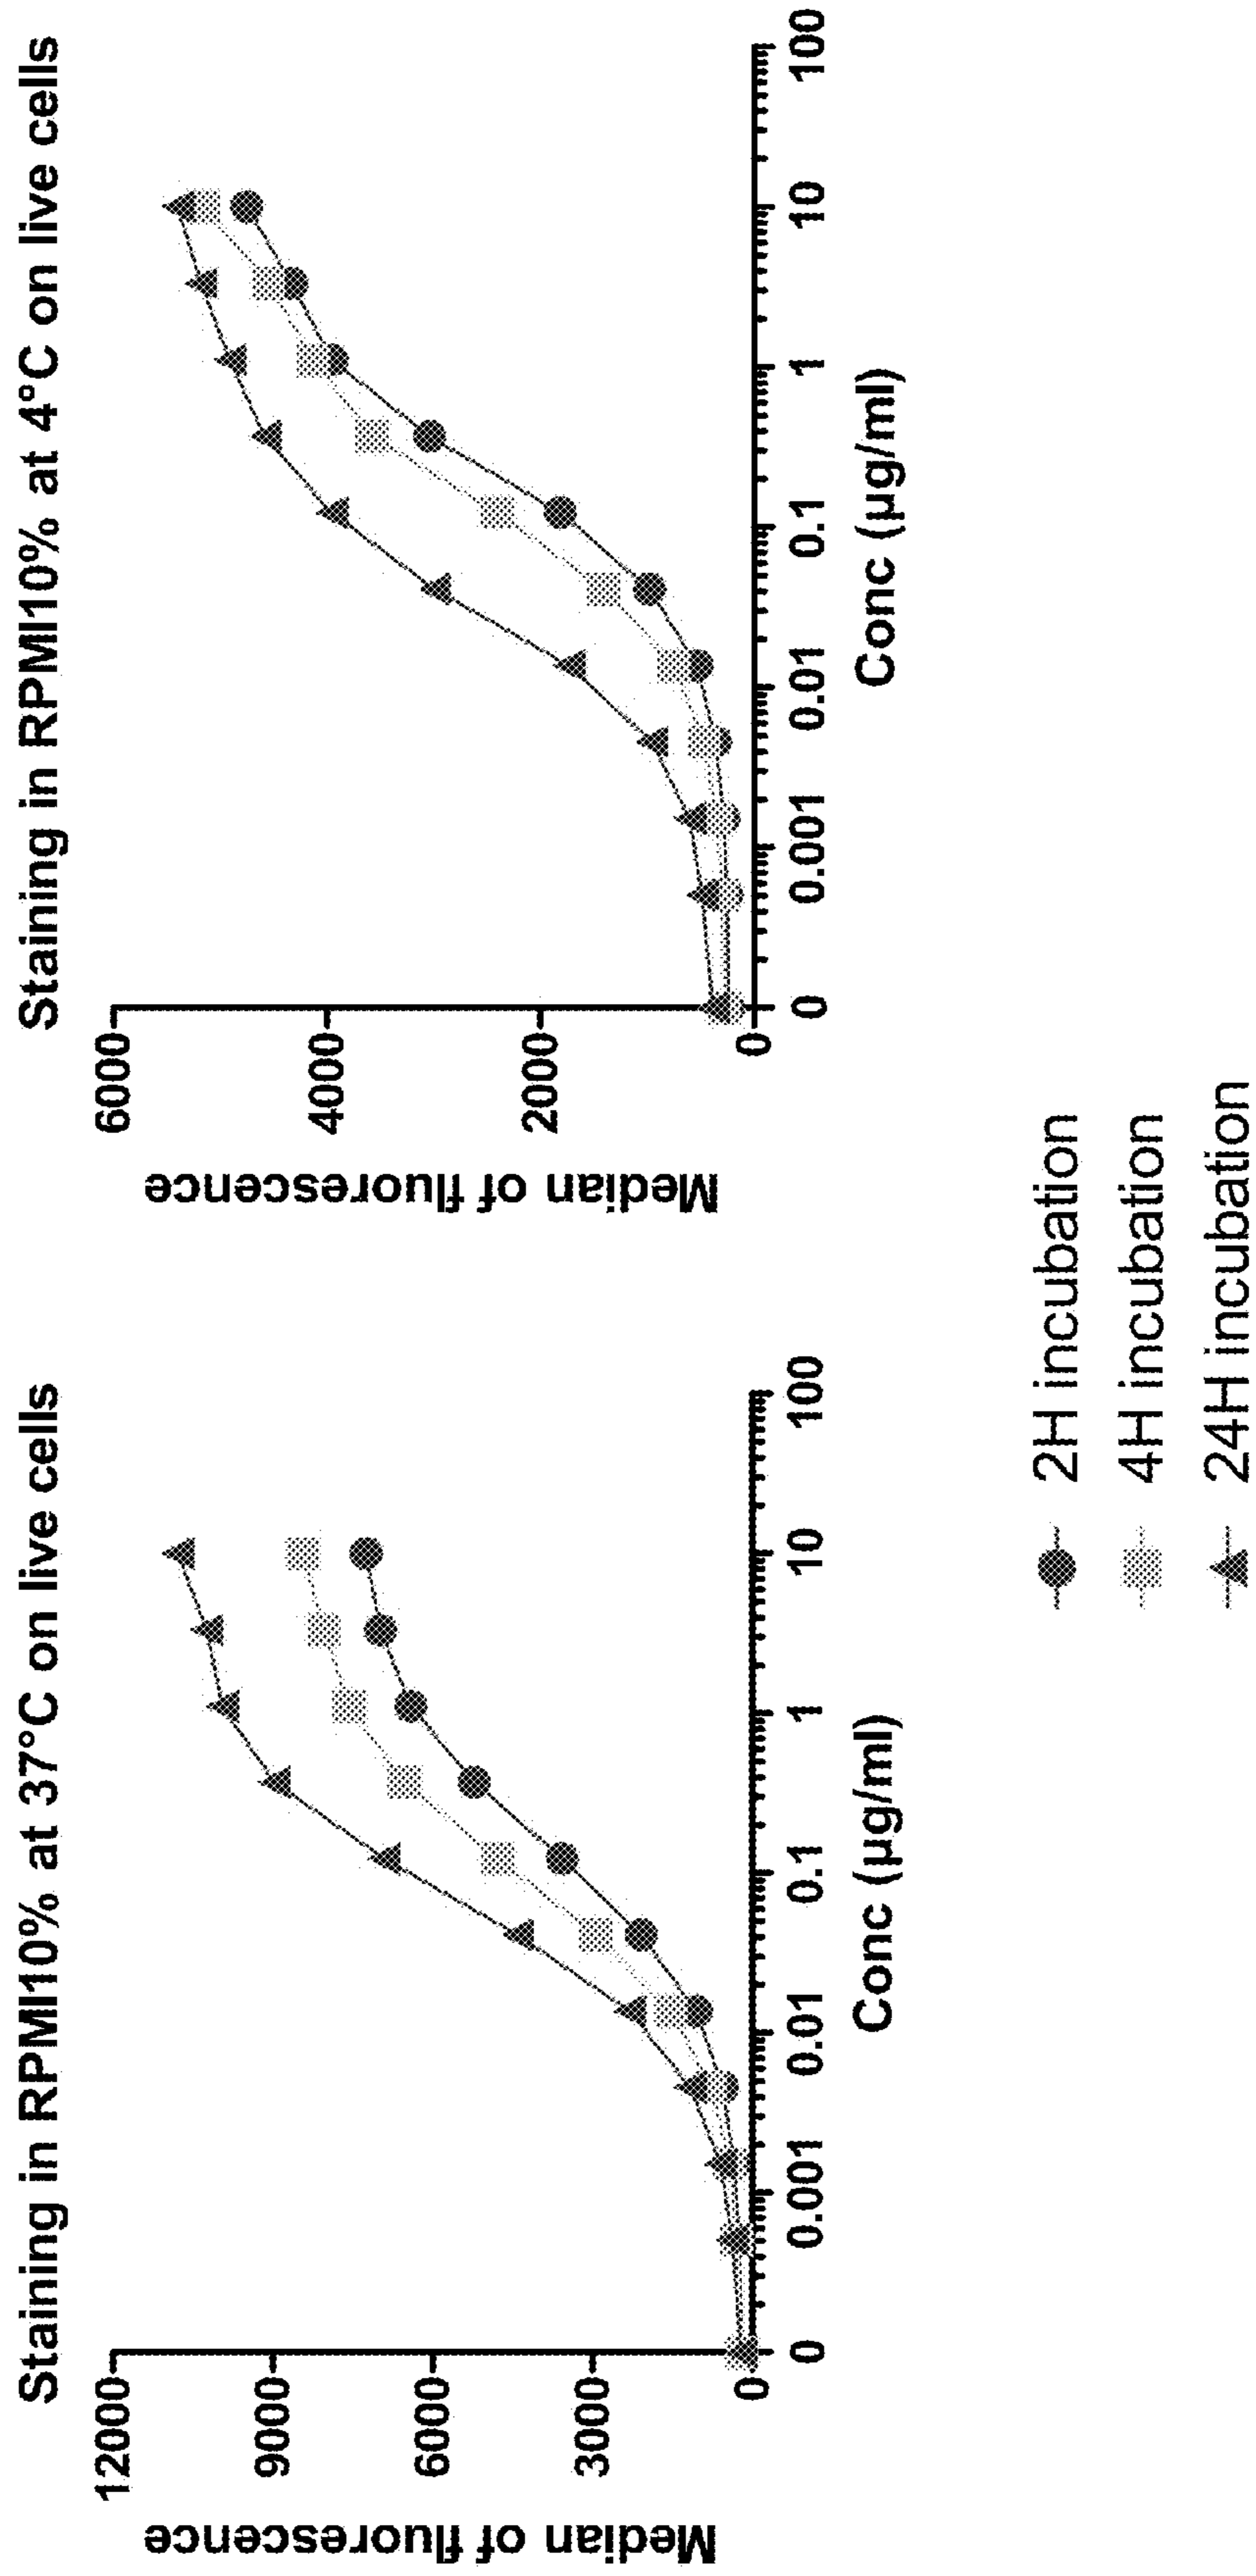 Staining in RPMI10% at 37°C on live cells
Median of fluorescence
12000
9000
6000
3000
0
0
0.001
0.01
0.1
1
10
100
Conc (µg/ml)
Staining in RPMI10% at 4°C on live cells
Median of fluorescence
6000
4000
2000
0
0
0.001
0.01
0.1
1
10
100
Conc (µg/ml)
2H incubation
4H incubation
24H incubation